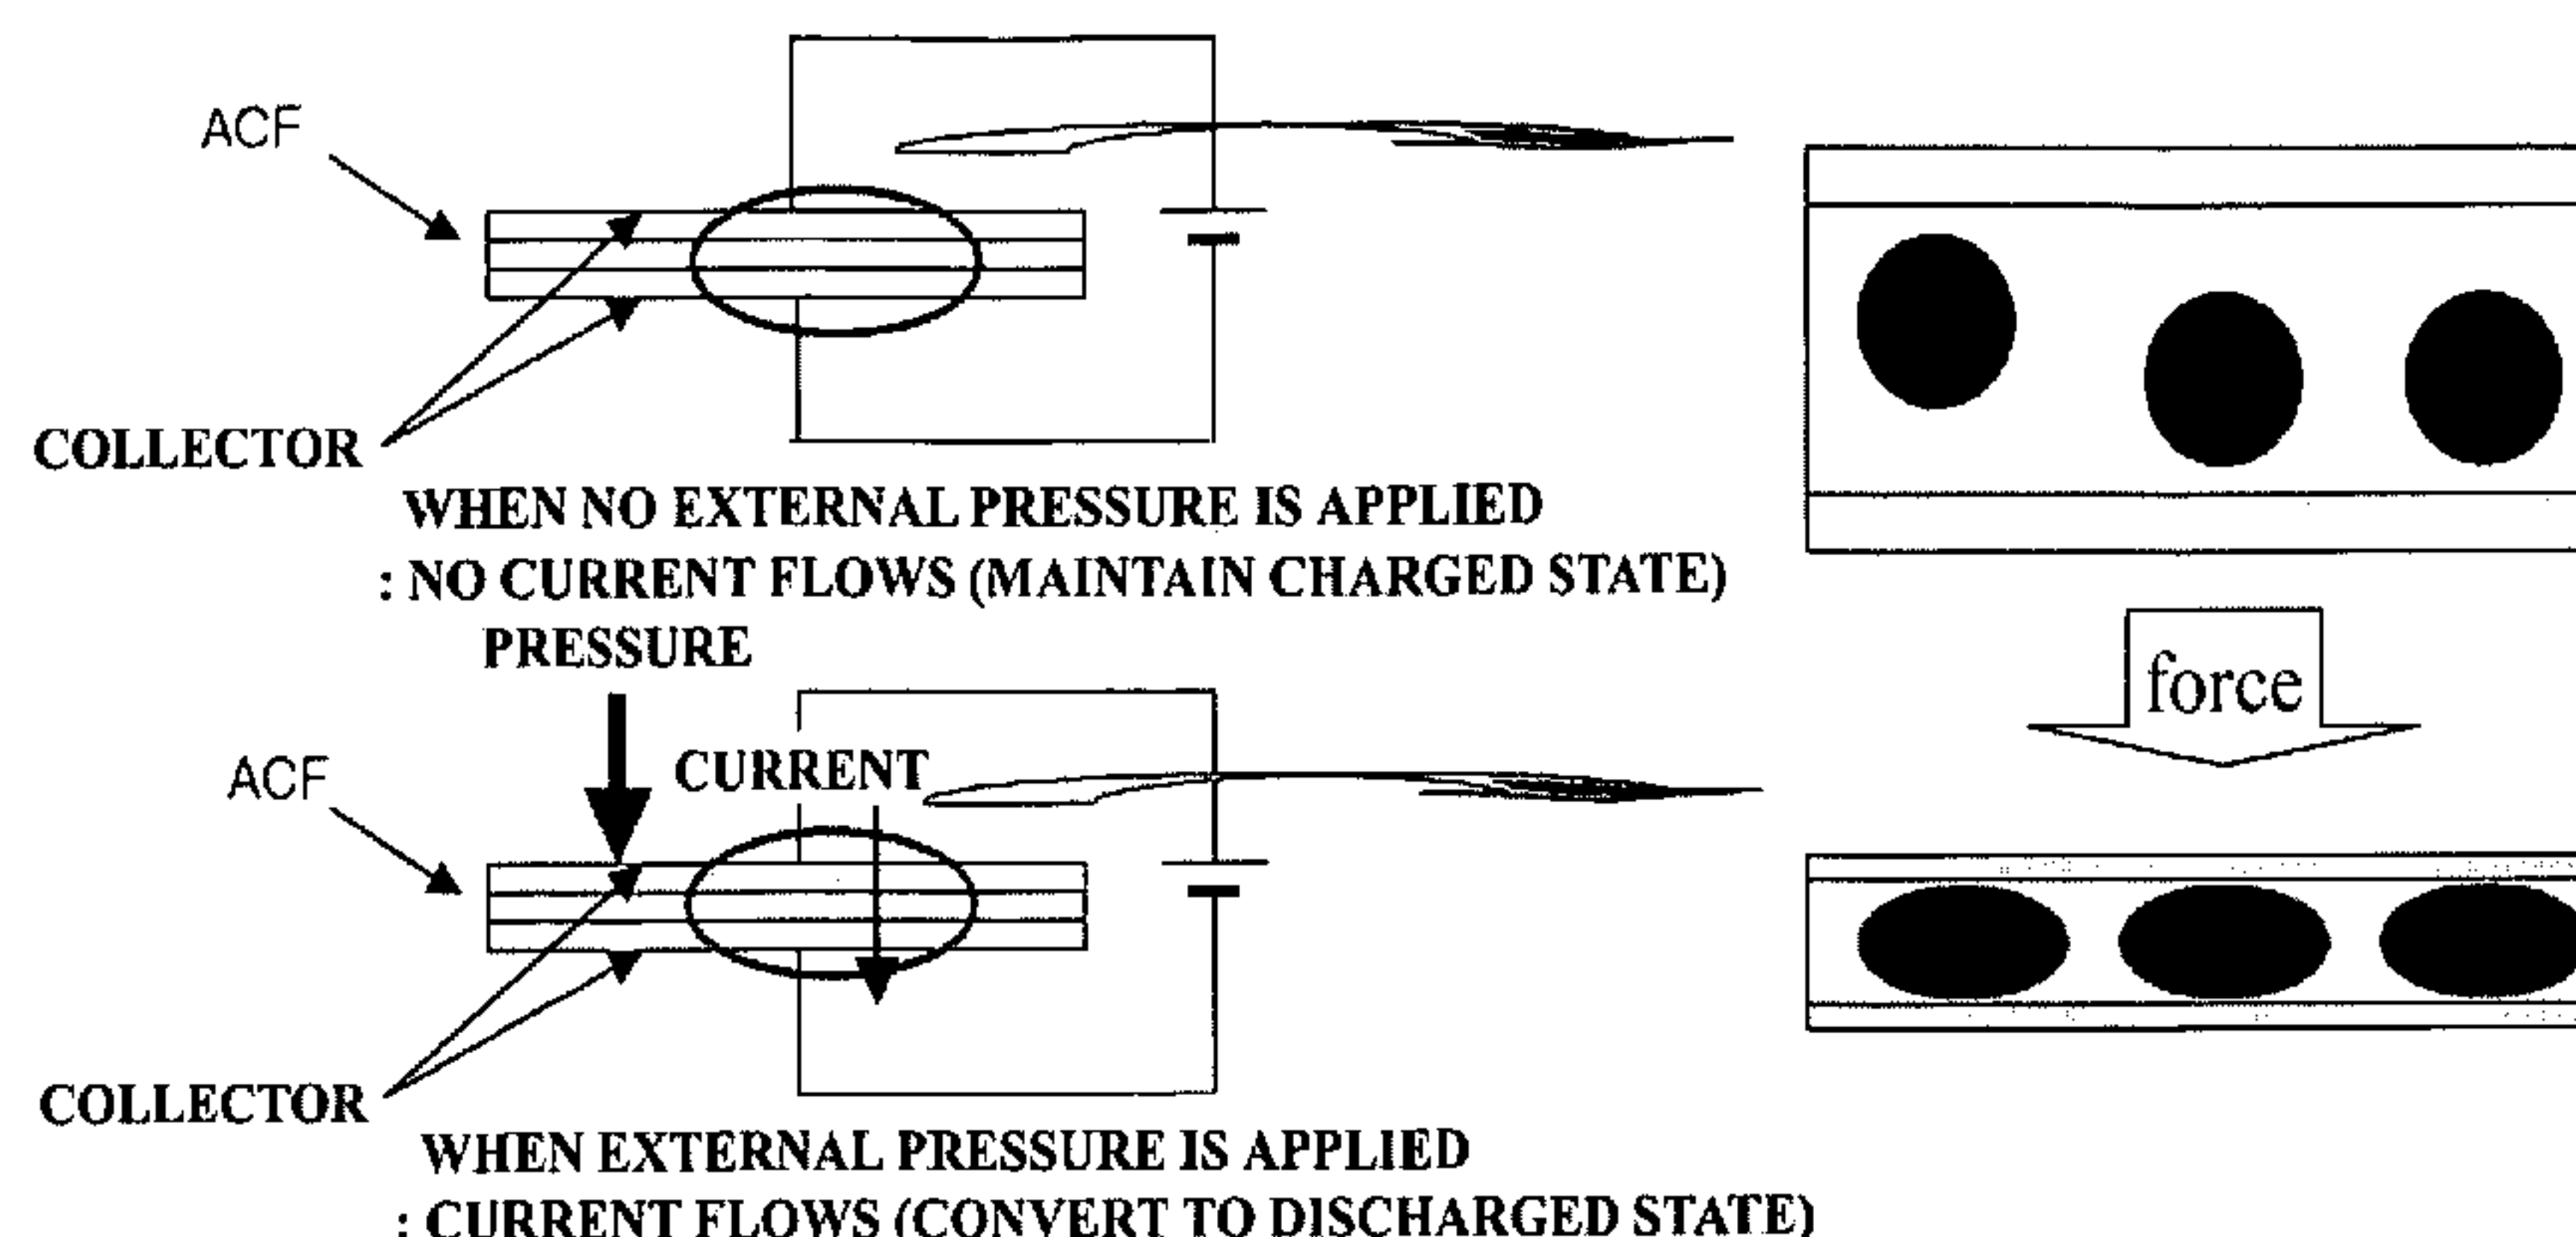 ACF
COLLECTOR
WHEN NO EXTERNAL PRESSURE IS APPLIED
: NO CURRENT FLOWS (MAINTAIN CHARGED STATE)
PRESSURE
force
CURRENT
ACF
COLLECTOR
WHEN EXTERNAL PRESSURE IS APPLIED
: CURRENT FLOWS (CONVERT TO DISCHARGED STATE)